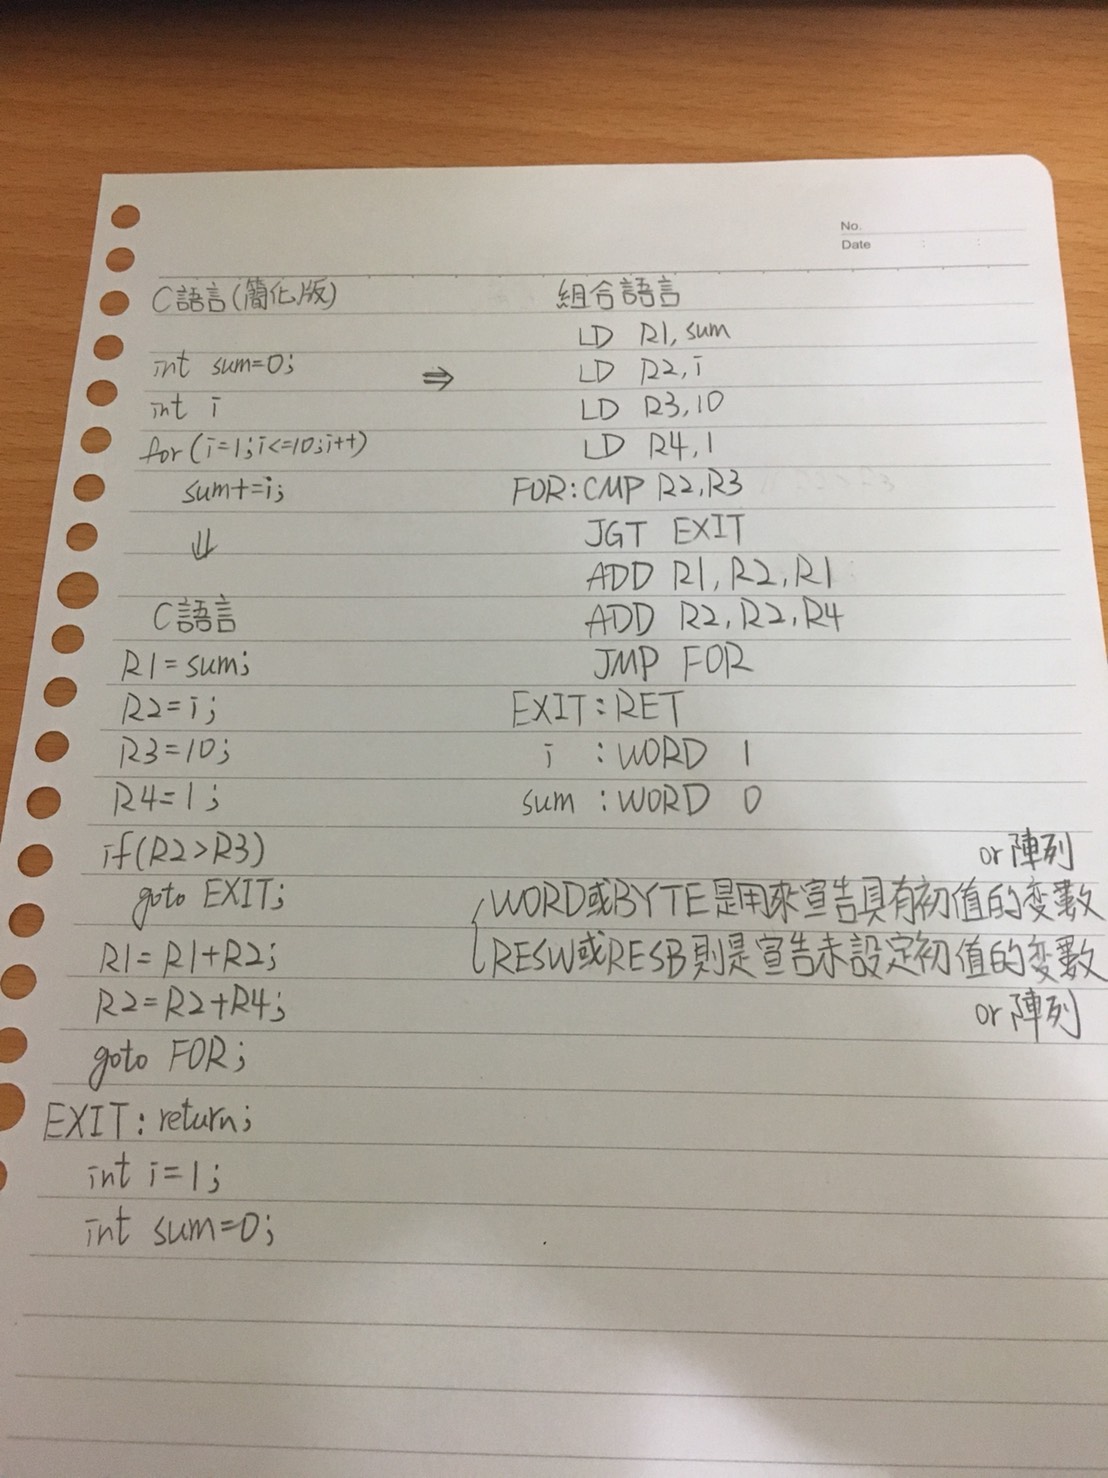 No.
Date
C語言(簡化版)
int sum=0;
int i
for(i=1;i<=10;i++)
sum+=i;
⇓
C語言
R1=sum;
R2=i;
R3=10;
R4=1;
if(R2>R3)
goto EXIT;
R1=R1+R2;
R2=R2+R4;
goto FOR;
EXIT:return;
int i=1;
int sum=0;
⇒
組合語言
LD R1,sum
LD R2,i
LD R3,10
LD R4,1
FOR:CMP R2,R3
JGT EXIT
ADD R1,R2,R1
ADD R2,R2,R4
JMP FOR
EXIT:RET
i :WORD 1
sum :WORD 0
or陣列
WORD或BYTE是用來宣告具有初值的變數
RESW或RESB則是宣告未設定初值的變數
or陣列